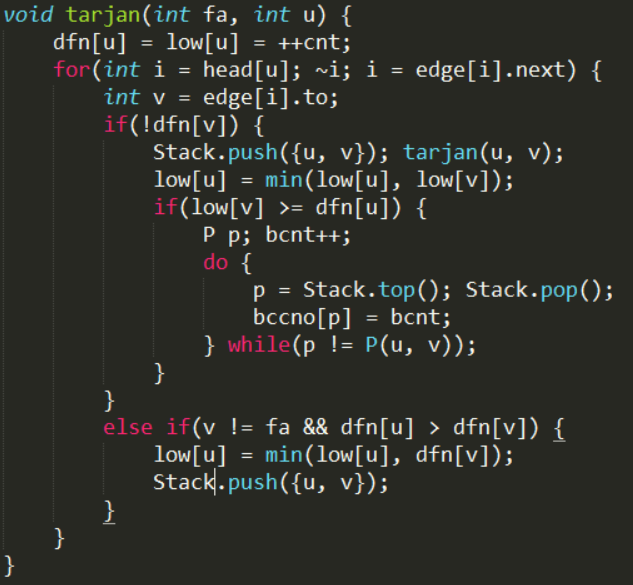 void tarjan(int fa, int u) {
    dfn[u] = low[u] = ++cnt;
    for(int i = head[u]; ~i; i = edge[i].next) {
        int v = edge[i].to;
        if(!dfn[v]) {
            Stack.push({u, v}); tarjan(u, v);
            low[u] = min(low[u], low[v]);
            if(low[v] >= dfn[u]) {
                P p; bcnt++;
                do {
                    p = Stack.top(); Stack.pop();
                    bccno[p] = bcnt;
                } while(p != P(u, v));
            }
        }
        else if(v != fa && dfn[u] > dfn[v]) {
            low[u] = min(low[u], dfn[v]);
            Stack.push({u, v});
        }
    }
}